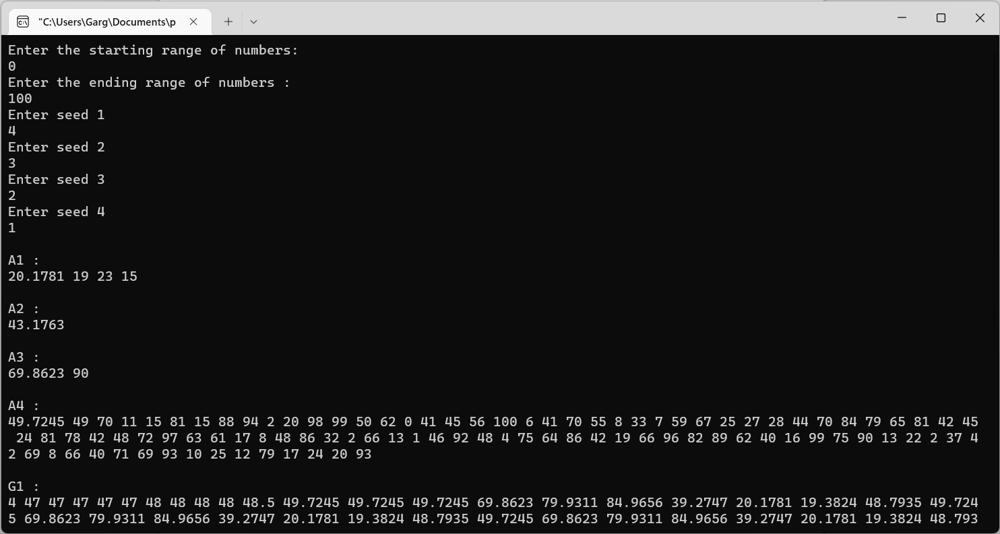 "C:\Users\Garg\Documents\p
Enter the starting range of numbers:
0
Enter the ending range of numbers :
100
Enter seed 1
4
Enter seed 2
3
Enter seed 3
2
Enter seed 4
1
A1 :
20.1781 19 23 15
A2 :
43.1763
A3 :
69.8623 90
A4 :
49.7245 49 70 11 15 81 15 88 94 2 20 98 99 50 62 0 41 45 56 100 6 41 70 55 8 33 7 59 67 25 27 28 44 70 84 79 65 81 42 45
24 81 78 42 48 72 97 63 61 17 8 48 86 32 2 66 13 1 46 92 48 4 75 64 86 42 19 66 96 82 89 62 40 16 99 75 90 13 22 2 37 4
2 69 8 66 40 71 69 93 10 25 12 79 17 24 20 93
G1 :
4 47 47 47 47 47 48 48 48 48 48.5 49.7245 49.7245 49.7245 69.8623 79.9311 84.9656 39.2747 20.1781 19.3824 48.7935 49.724
5 69.8623 79.9311 84.9656 39.2747 20.1781 19.3824 48.7935 49.7245 69.8623 79.9311 84.9656 39.2747 20.1781 19.3824 48.793